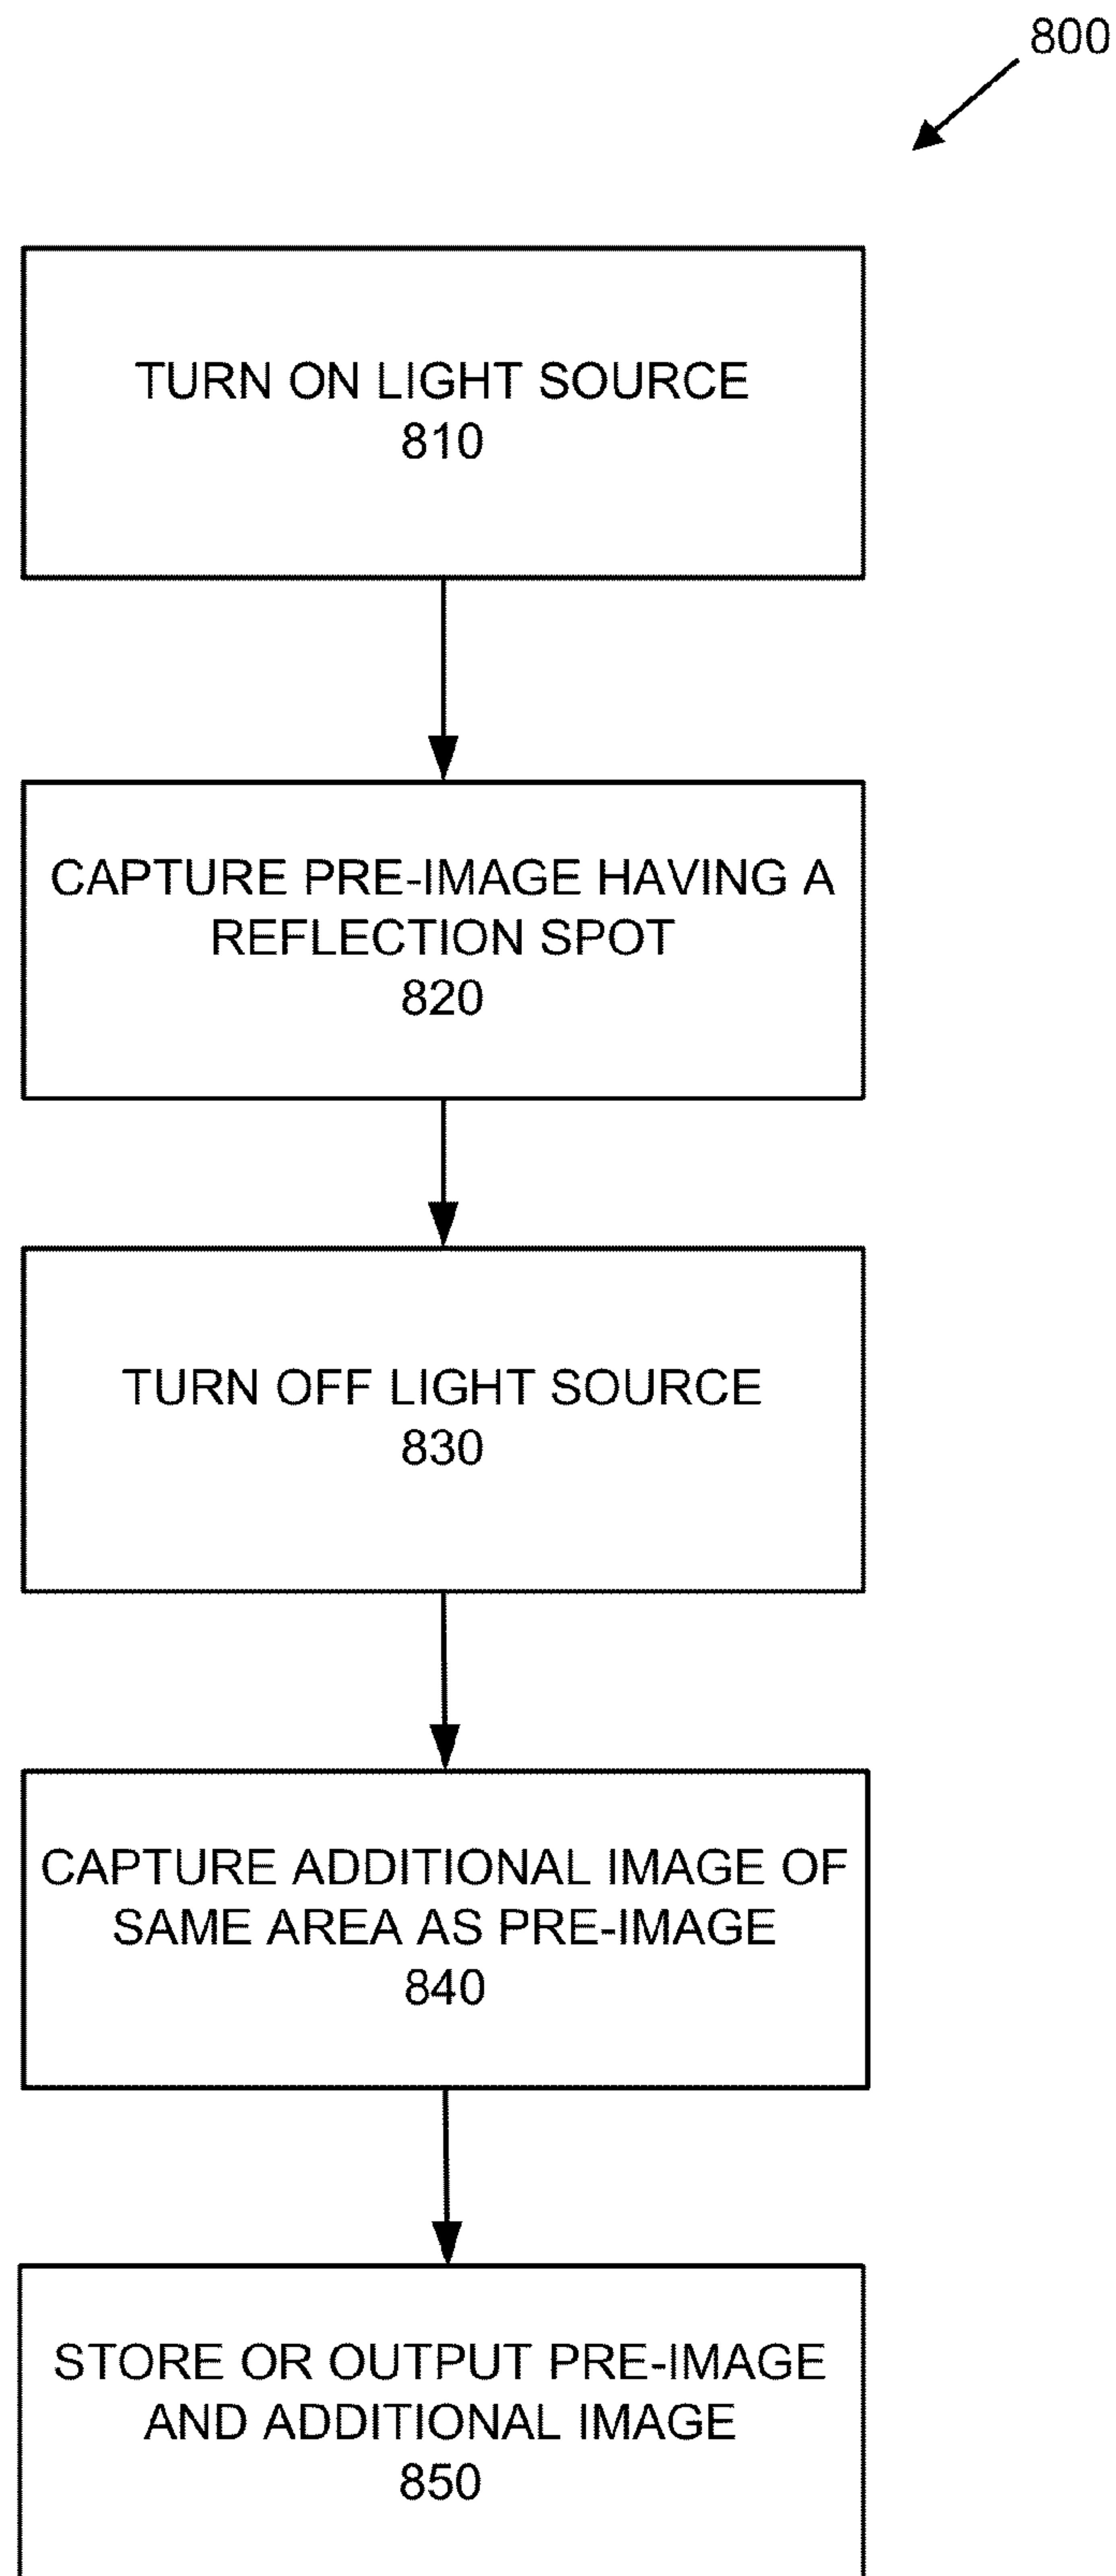 800
TURN ON LIGHT SOURCE
810
CAPTURE PRE-IMAGE HAVING A
REFLECTION SPOT
820
TURN OFF LIGHT SOURCE
830
CAPTURE ADDITIONAL IMAGE OF
SAME AREA AS PRE-IMAGE
840
STORE OR OUTPUT PRE-IMAGE
AND ADDITIONAL IMAGE
850